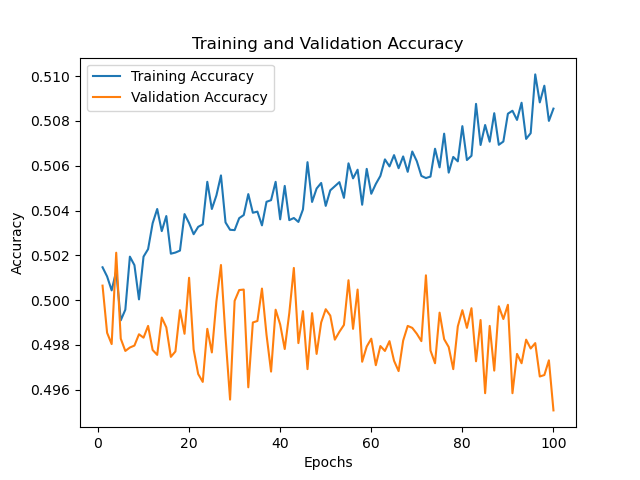 Training and Validation Accuracy
Training Accuracy
Validation Accuracy
0.510
0.508
0.506
0.504
0.502
0.500
0.498
0.496
Accuracy
0 20 40 60 80 100
Epochs